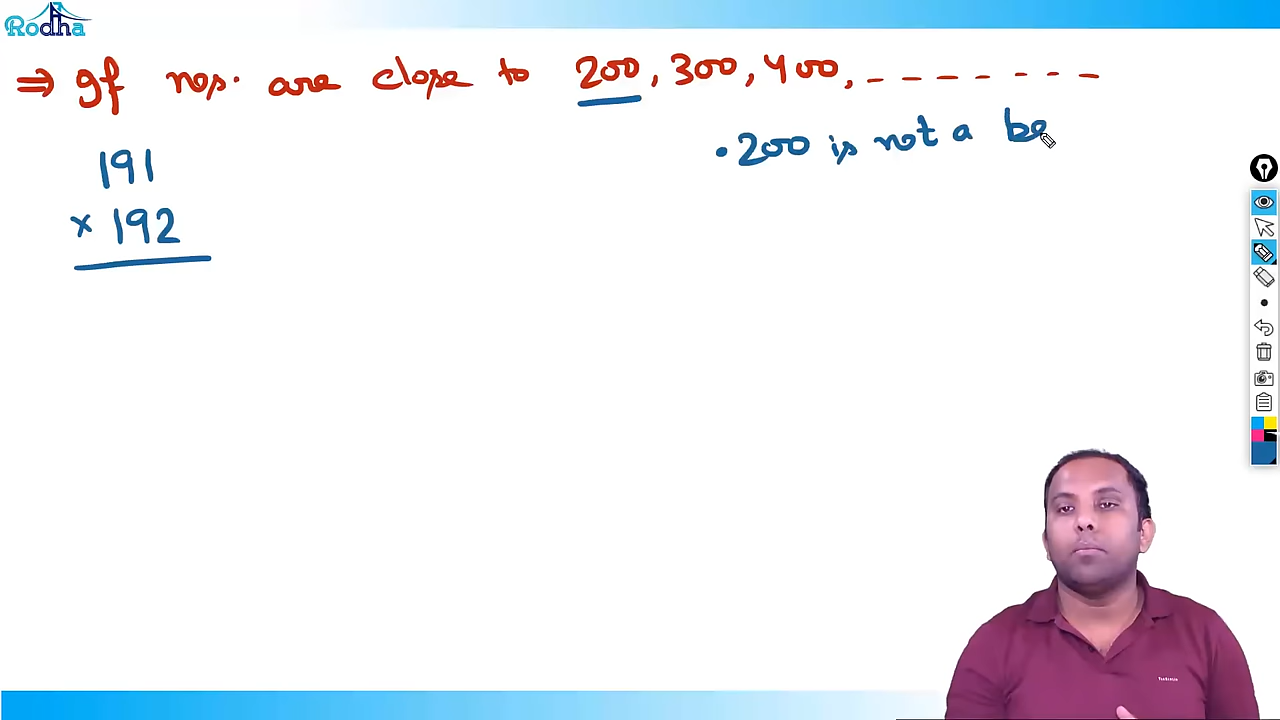 Rodha
⇒ If nos. are close to 200, 300, 400, - - - - - - -
• 200 is not a be
191
× 192